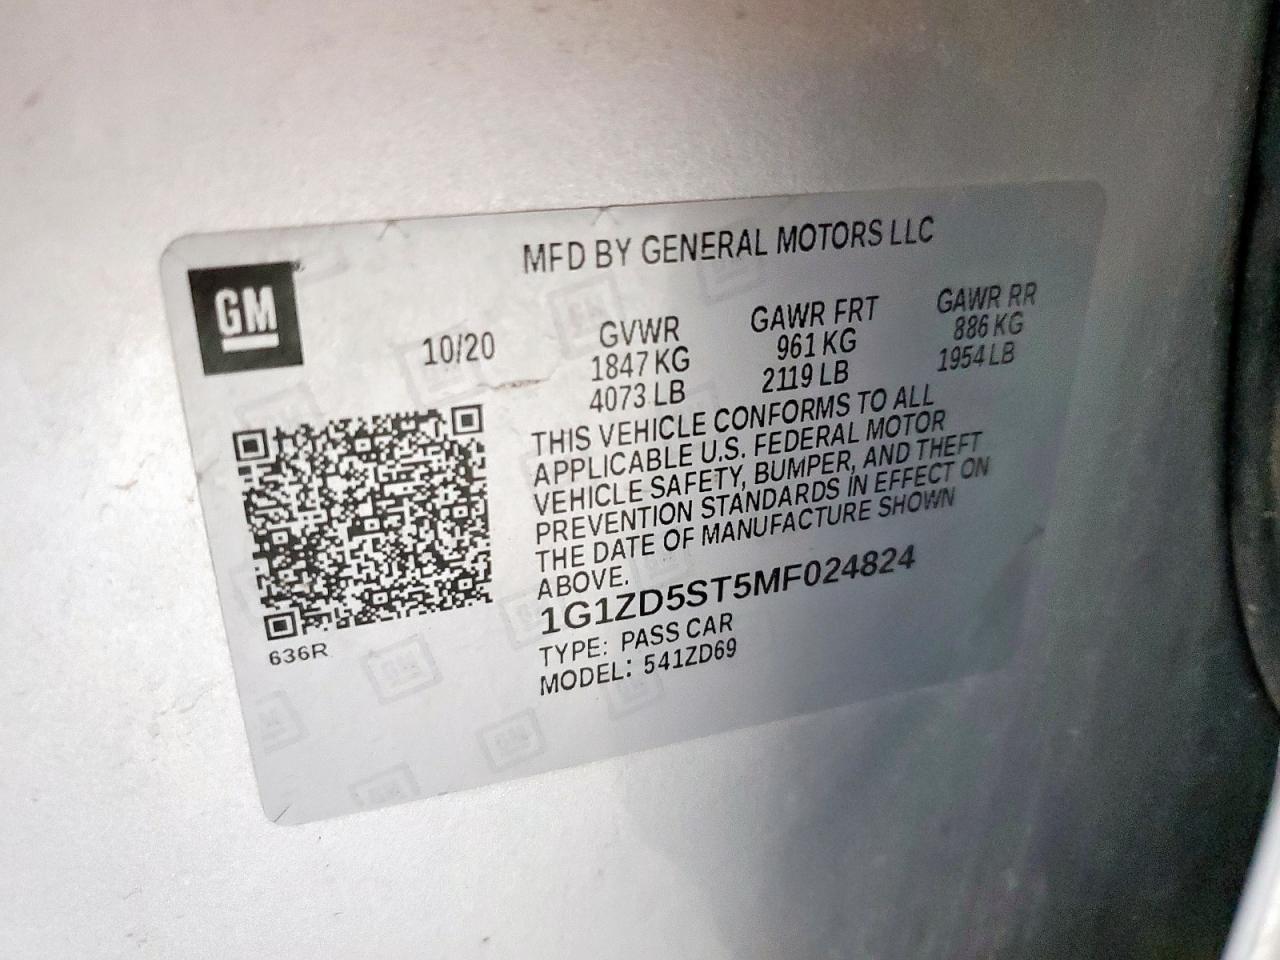 MFD BY GENERAL MOTORS LLC
GM
10/20
GVWR
1847 KG
4073 LB
GAWR FRT
961 KG
2119 LB
GAWR RR
886 KG
1954 LB
THIS VEHICLE CONFORMS TO ALL
APPLICABLE U.S. FEDERAL MOTOR
VEHICLE SAFETY, BUMPER, AND THEFT
PREVENTION STANDARDS IN EFFECT ON
THE DATE OF MANUFACTURE SHOWN
ABOVE.
1G1ZD5ST5MF024824
TYPE: PASS CAR
MODEL: 541ZD69
636R